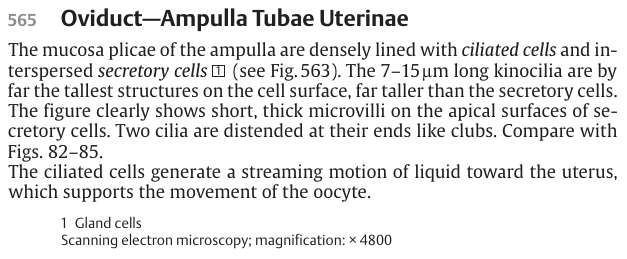 565 Oviduct—Ampulla Tubae Uterinae
The mucosa plicae of the ampulla are densely lined with ciliated cells and in-
terspersed secretory cells 1 (see Fig. 563). The 7–15 µm long kinocilia are by
far the tallest structures on the cell surface, far taller than the secretory cells.
The figure clearly shows short, thick microvilli on the apical surfaces of se-
cretory cells. Two cilia are distended at their ends like clubs. Compare with
Figs. 82–85.
The ciliated cells generate a streaming motion of liquid toward the uterus,
which supports the movement of the oocyte.
1 Gland cells
Scanning electron microscopy; magnification: × 4800